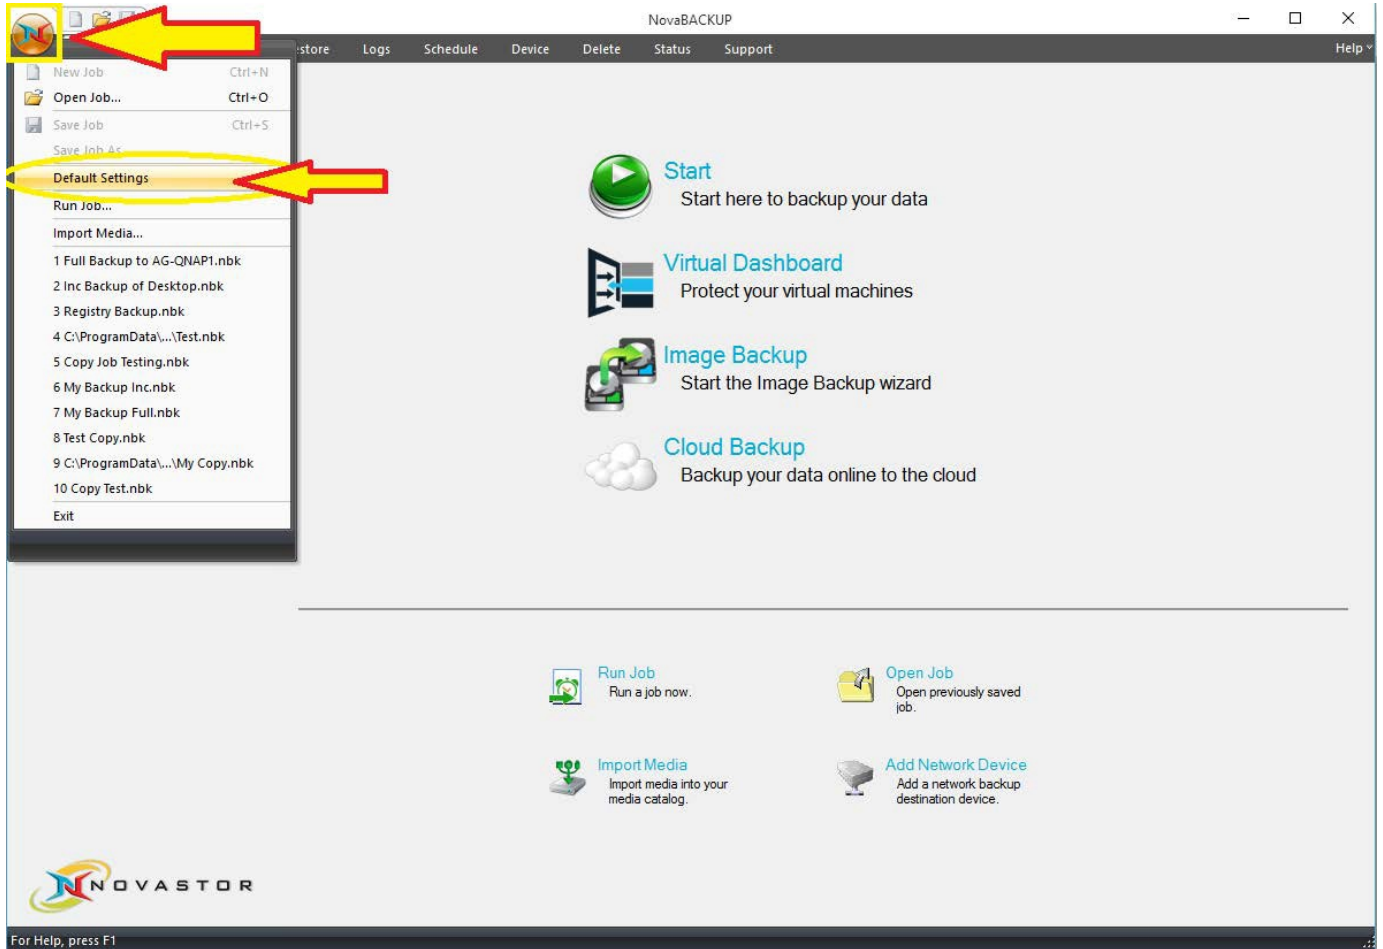 NovaBACKUP
Logs Schedule Device Delete Status Support Help
New Job Ctrl+N
Open Job... Ctrl+O
Save Job Ctrl+S
Save Job As
Default Settings
Run Job...
Import Media...
1 Full Backup to AG-QNAP1.nbk
2 Inc Backup of Desktop.nbk
3 Registry Backup.nbk
4 C:\ProgramData\...\Test.nbk
5 Copy Job Testing.nbk
6 My Backup Inc.nbk
7 My Backup Full.nbk
8 Test Copy.nbk
9 C:\ProgramData\...\My Copy.nbk
10 Copy Test.nbk
Exit
Start
Start here to backup your data
Virtual Dashboard
Protect your virtual machines
Image Backup
Start the Image Backup wizard
Cloud Backup
Backup your data online to the cloud
Run Job
Run a job now.
Open Job
Open previously saved
job.
Import Media
Import media into your
media catalog.
Add Network Device
Add a network backup
destination device.
NOVASTOR
For Help, press F1